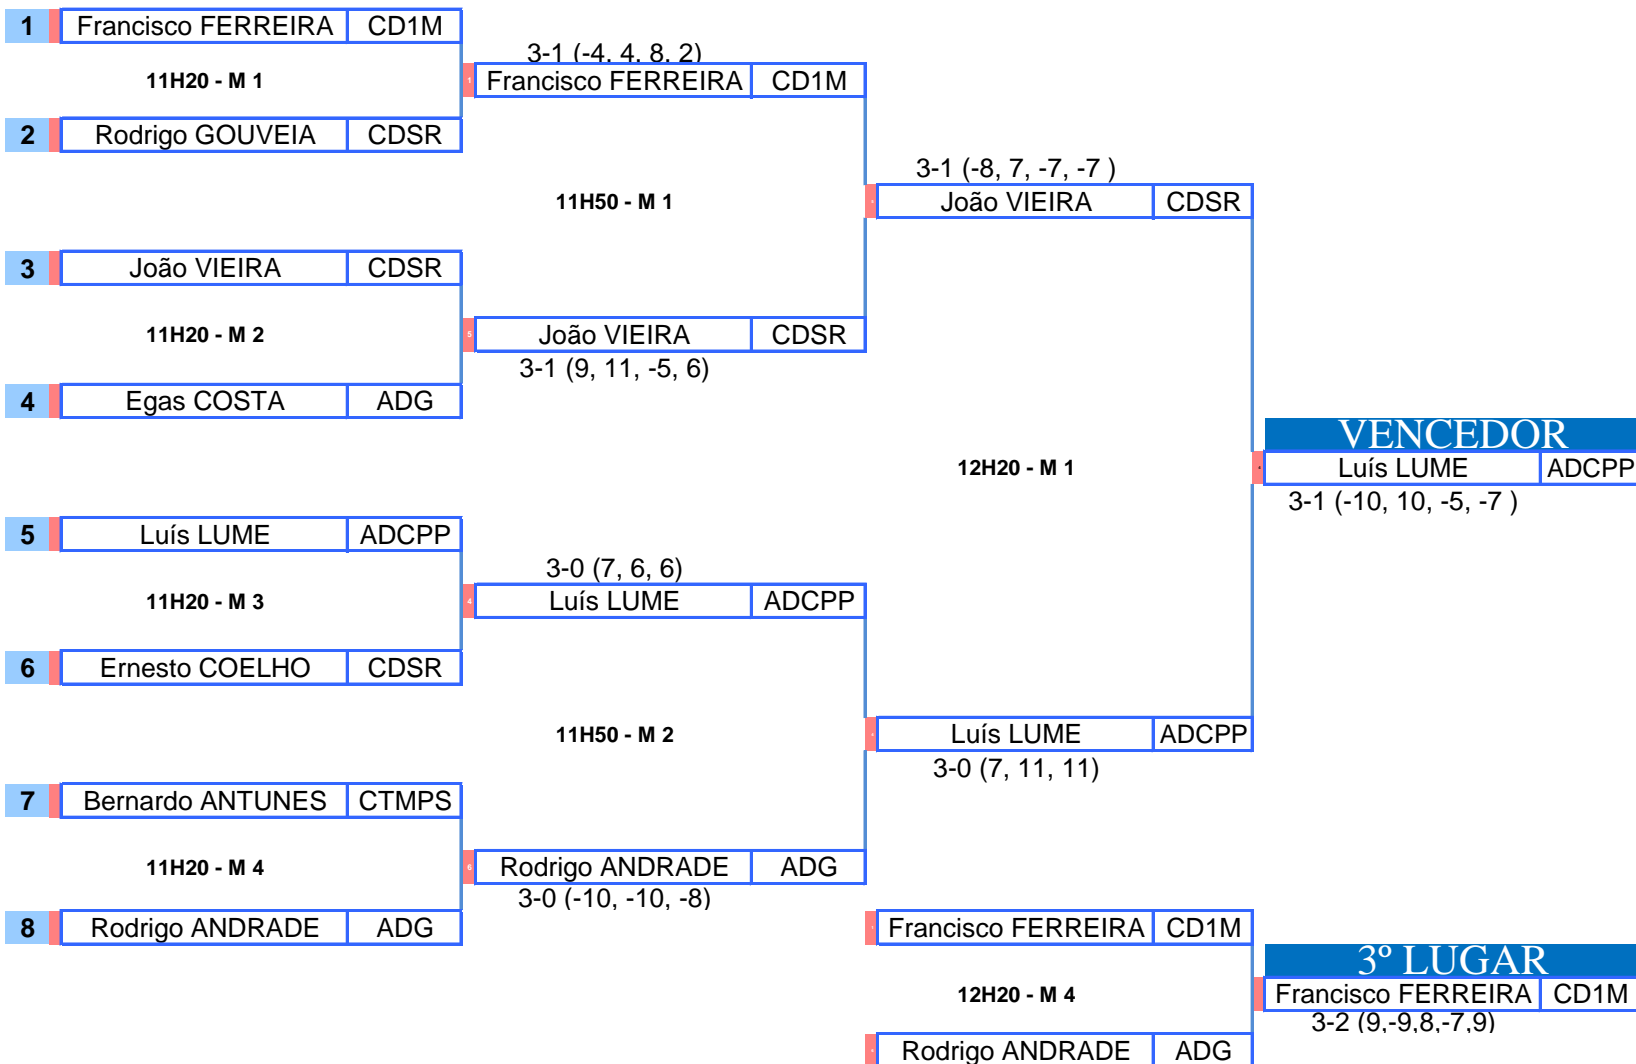 1 Francisco FERREIRA CD1M
3-1 (-4, 4, 8, 2)
11H20 - M 1
1 Francisco FERREIRA CD1M
2 Rodrigo GOUVEIA CDSR
3-1 (-8, 7, -7, -7 )
11H50 - M 1
João VIEIRA CDSR
3 João VIEIRA CDSR
11H20 - M 2
5 João VIEIRA CDSR
3-1 (9, 11, -5, 6)
4 Egas COSTA ADG
VENCEDOR
12H20 - M 1
Luís LUME ADCPP
3-1 (-10, 10, -5, -7 )
5 Luís LUME ADCPP
3-0 (7, 6, 6)
11H20 - M 3
4 Luís LUME ADCPP
6 Ernesto COELHO CDSR
11H50 - M 2
Luís LUME ADCPP
3-0 (7, 11, 11)
7 Bernardo ANTUNES CTMPS
11H20 - M 4
Rodrigo ANDRADE ADG
3-0 (-10, -10, -8)
8 Rodrigo ANDRADE ADG
Francisco FERREIRA CD1M
3º LUGAR
12H20 - M 4
Francisco FERREIRA CD1M
3-2 (9,-9,8,-7,9)
Rodrigo ANDRADE ADG